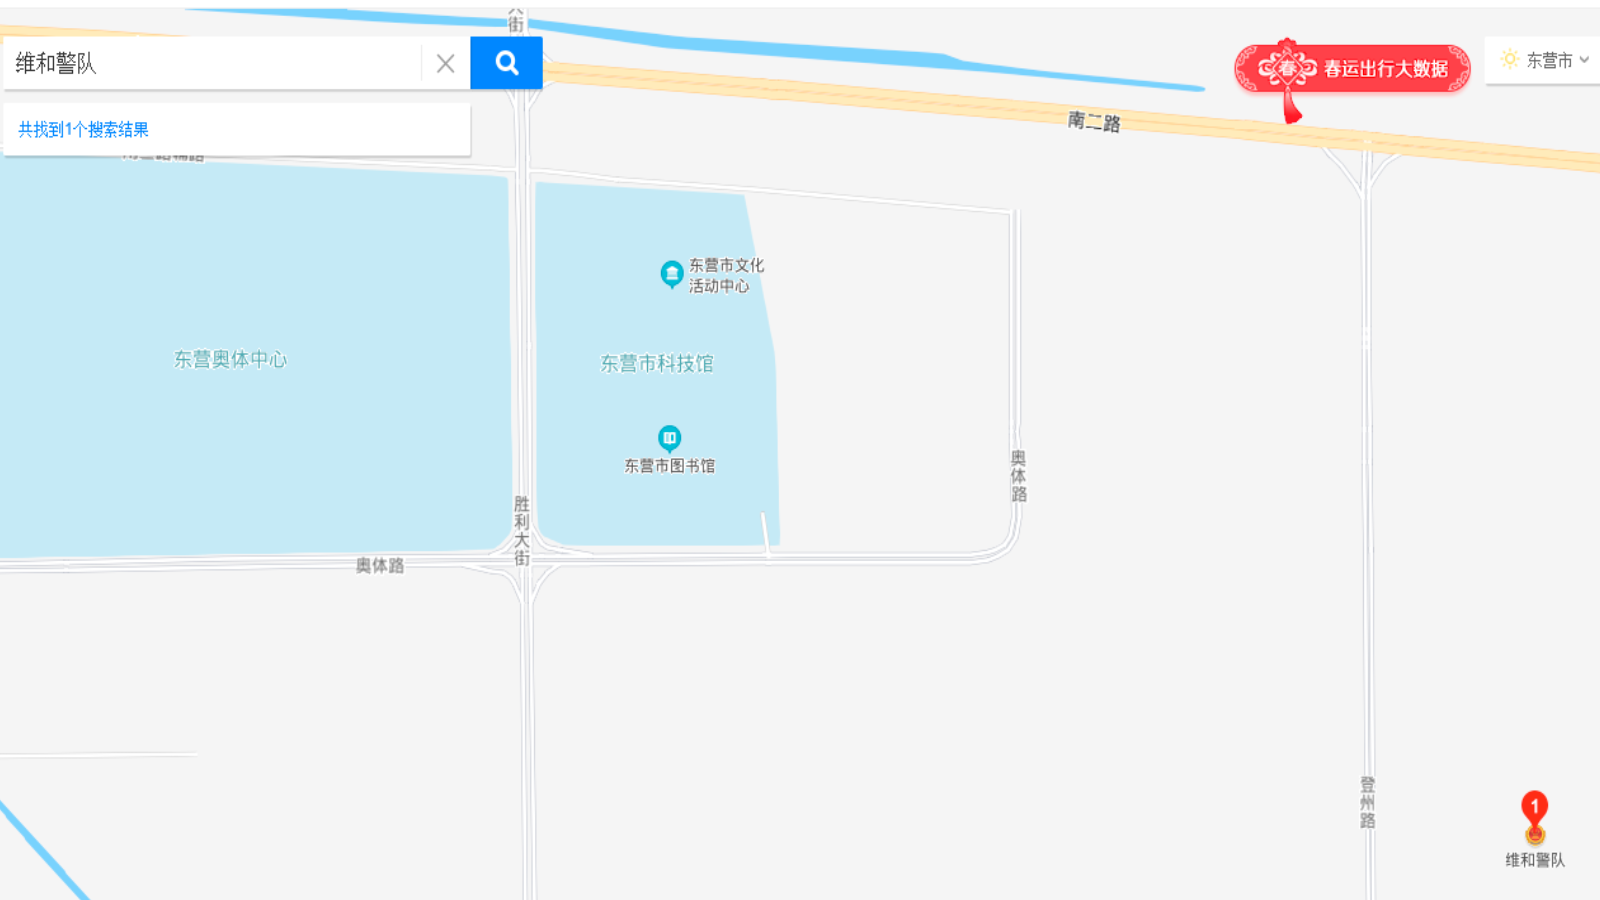 大街
维和警队
春
春运出行大数据
东营市
南二路
共找到1个搜索结果
东营市文化
活动中心
东营奥体中心
东营市科技馆
东营市图书馆
奥体路
胜利大街
奥体路
登州路
1
维和警队